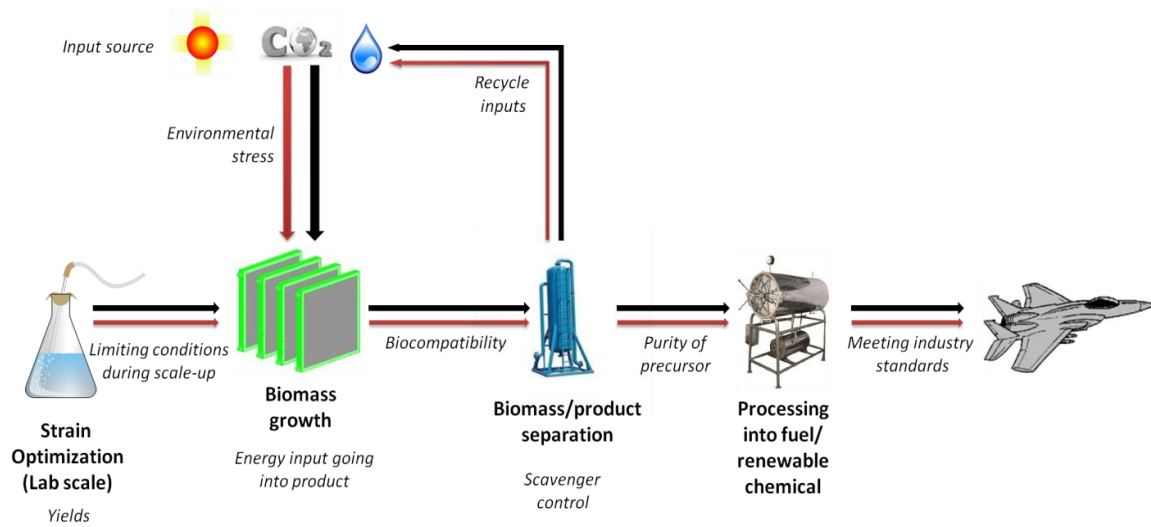 Input source
CO₂
Recycle
inputs
Environmental
stress
Limiting conditions
during scale-up
Biocompatibility
Purity of
precursor
Meeting industry
standards
Strain
Optimization
(Lab scale)
Yields
Biomass
growth
Energy input going
into product
Biomass/product
separation
Scavenger
control
Processing
into fuel/
renewable
chemical